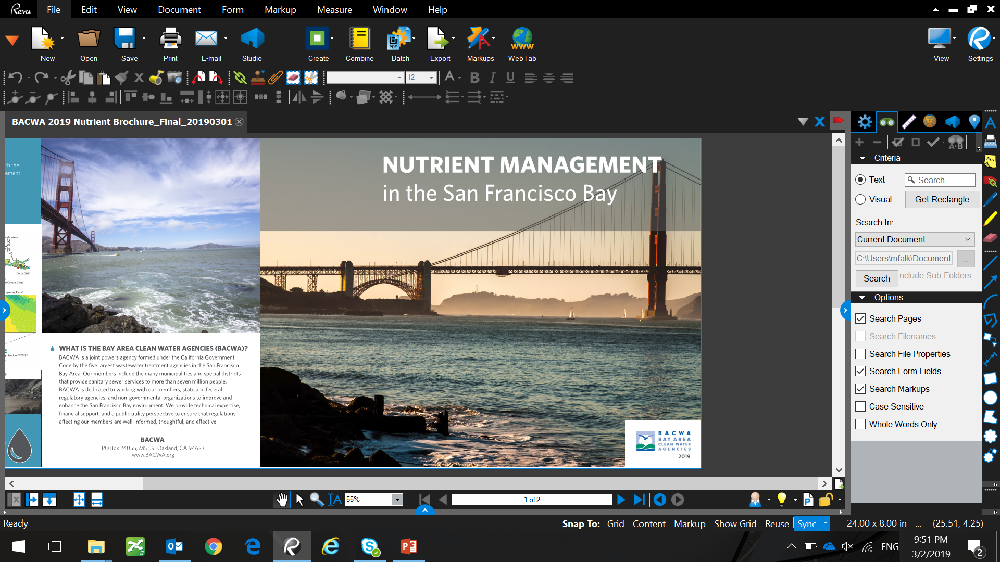 Revu File Edit View Document Form Markup Measure Window Help
New Open Save Print E-mail Studio Create Combine Batch Export Markups WebTab View Settings
12
BACWA 2019 Nutrient Brochure_Final_20190301
th the
ement
Delta Diab
l Contra Costa
San Jose WWTP
NUTRIENT MANAGEMENT
in the San Francisco Bay
WHAT IS THE BAY AREA CLEAN WATER AGENCIES (BACWA)?
BACWA is a joint powers agency formed under the California Government
Code by the five largest wastewater treatment agencies in the San Francisco
Bay Area. Our members include the many municipalities and special districts
that provide sanitary sewer services to more than seven million people.
BACWA is dedicated to working with our members, state and federal
regulatory agencies, and non-governmental organizations to improve and
enhance the San Francisco Bay environment. We provide technical expertise,
financial support, and a public utility perspective to ensure that regulations
affecting our members are well-informed, thoughtful, and effective.
BACWA
PO Box 24055, MS 59 Oakland, CA 94623
www.BACWA.org
BACWA
BAY AREA
CLEAN WATER
AGENCIES
2019
Criteria
Text
Search
Visual
Get Rectangle
Search In:
Current Document
C:\Users\mfalk\Document
...
Search
nclude Sub-Folders
Options
Search Pages
Search Filenames
Search File Properties
Search Form Fields
Search Markups
Case Sensitive
Whole Words Only
55%
1 of 2
Ready
Snap To: Grid Content Markup Show Grid Reuse Sync 24.00 x 8.00 in ... (25.51, 4.25)
ENG
9:51 PM
3/2/2019
2